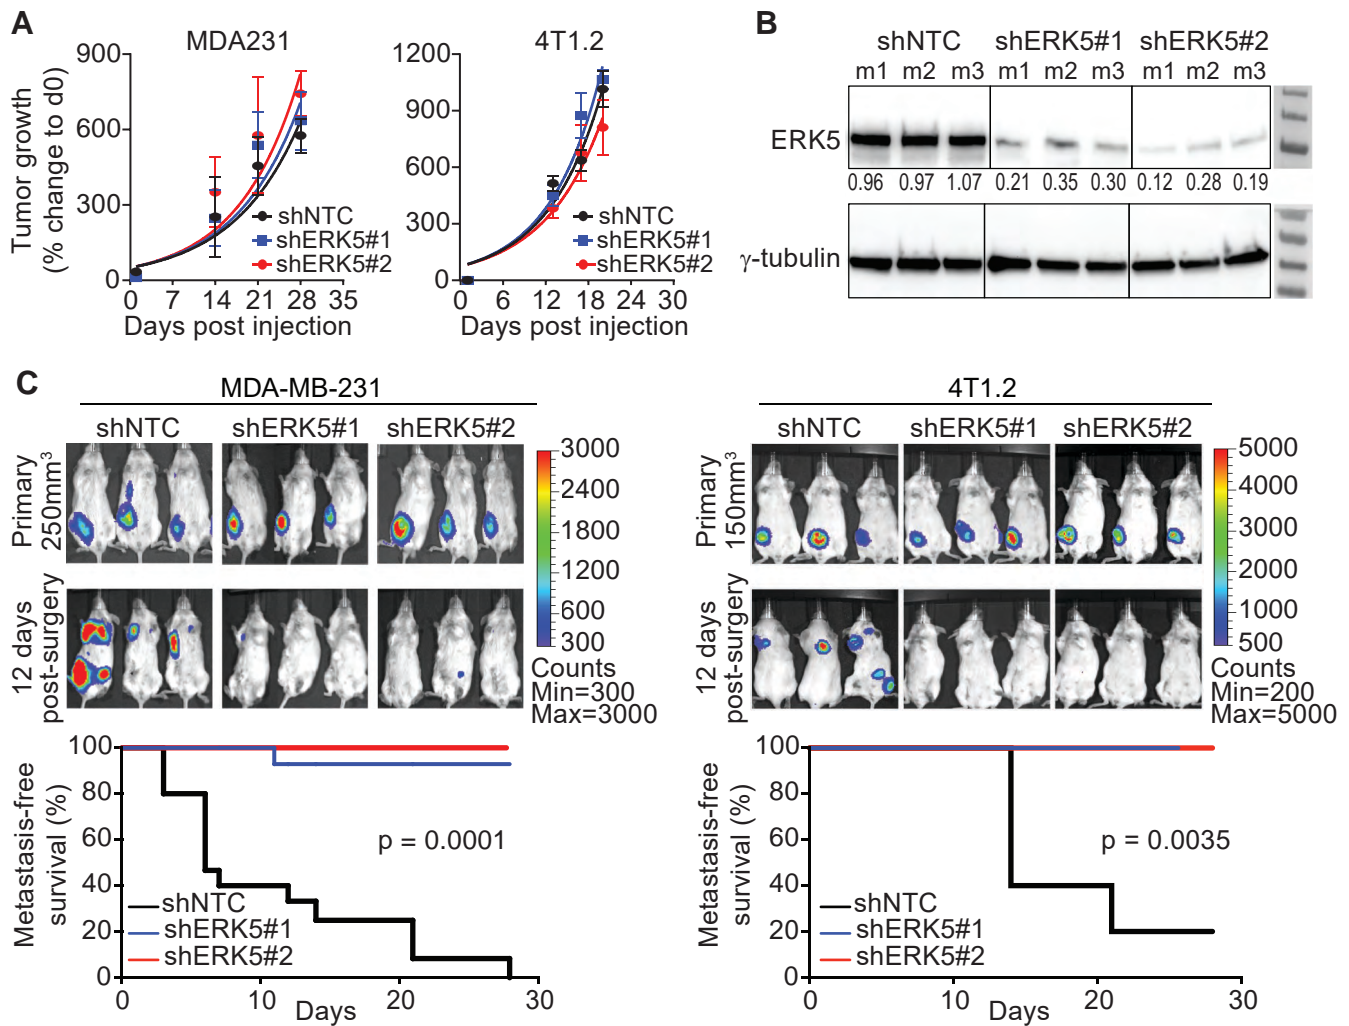 A
MDA231
4T1.2
Tumor growth
(% change to d0)
900
600
300
0
0 7 14 21 28 35
Days post injection
shNTC
shERK5#1
shERK5#2
1200
900
600
300
0
0 6 12 18 24 30
Days post injection
shNTC
shERK5#1
shERK5#2
B
shNTC shERK5#1 shERK5#2
m1 m2 m3 m1 m2 m3 m1 m2 m3
ERK5
0.96 0.97 1.07 0.21 0.35 0.30 0.12 0.28 0.19
γ-tubulin
C
MDA-MB-231
shNTC shERK5#1 shERK5#2
Primary
250mm³
12 days
post-surgery
3000
2400
1800
1200
600
300
Counts
Min=300
Max=3000
4T1.2
shNTC shERK5#1 shERK5#2
Primary
150mm³
12 days
post-surgery
5000
4000
3000
2000
1000
500
Counts
Min=200
Max=5000
Metastasis-free
survival (%)
100
80
60
40
20
0
p = 0.0001
shNTC
shERK5#1
shERK5#2
0 10 20 30
Days
Metastasis-free
survival (%)
100
80
60
40
20
0
p = 0.0035
shNTC
shERK5#1
shERK5#2
0 10 20 30
Days